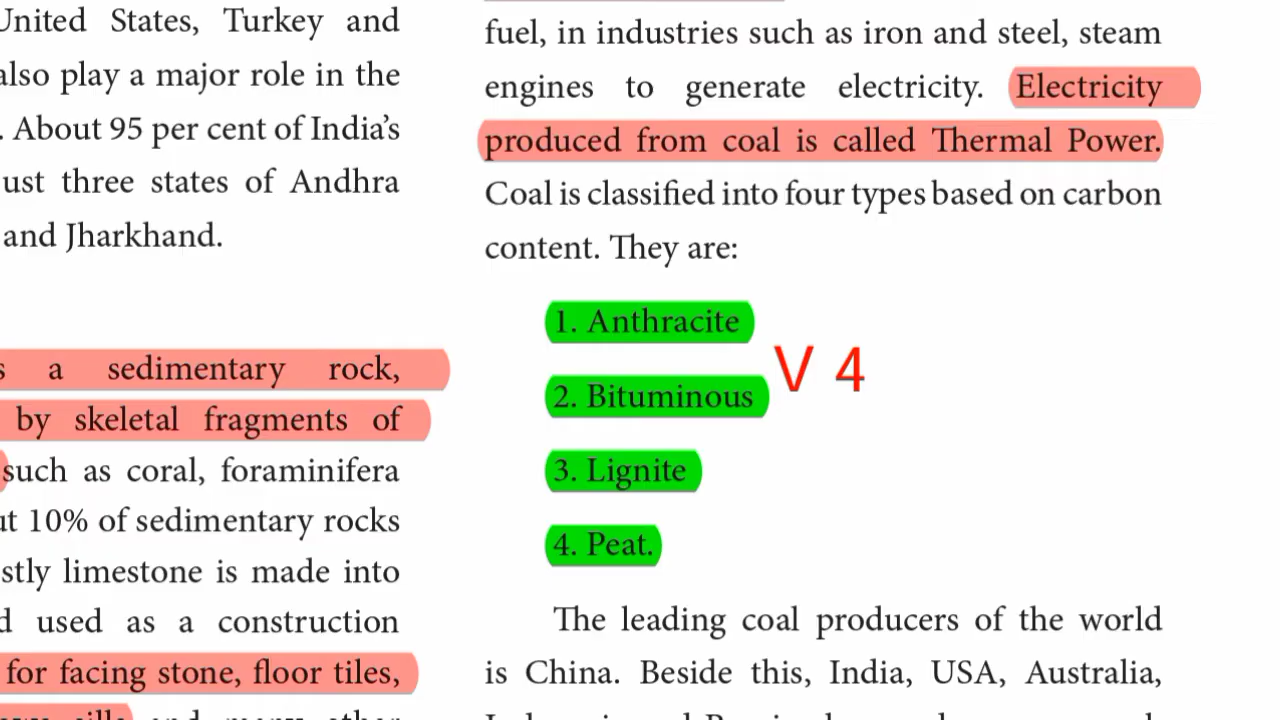 United States, Turkey and
also play a major role in the
. About 95 per cent of India's
ust three states of Andhra
and Jharkhand.
s a sedimentary rock,
by skeletal fragments of
such as coral, foraminifera
ut 10% of sedimentary rocks
stly limestone is made into
d used as a construction
for facing stone, floor tiles,
and many other
fuel, in industries such as iron and steel, steam
engines to generate electricity. Electricity
produced from coal is called Thermal Power.
Coal is classified into four types based on carbon
content. They are:
1. Anthracite
2. Bituminous
V 4
3. Lignite
4. Peat.
The leading coal producers of the world
is China. Beside this, India, USA, Australia,